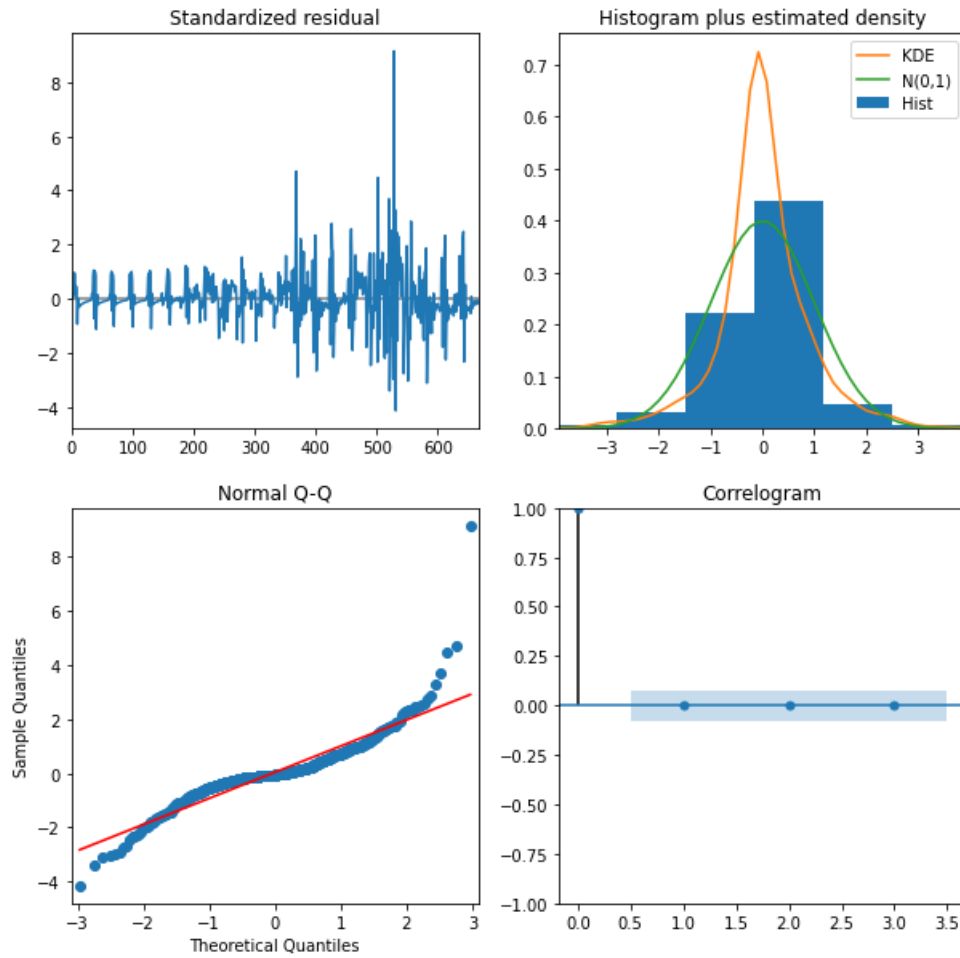 Standardized residual
8
6
4
2
0
−2
−4
0 100 200 300 400 500 600
Histogram plus estimated density
KDE
N(0,1)
Hist
0.7
0.6
0.5
0.4
0.3
0.2
0.1
0.0
−3 −2 −1 0 1 2 3
Normal Q-Q
Sample Quantiles
8
6
4
2
0
−2
−4
−3 −2 −1 0 1 2 3
Theoretical Quantiles
Correlogram
1.00
0.75
0.50
0.25
0.00
−0.25
−0.50
−0.75
−1.00
0.0 0.5 1.0 1.5 2.0 2.5 3.0 3.5